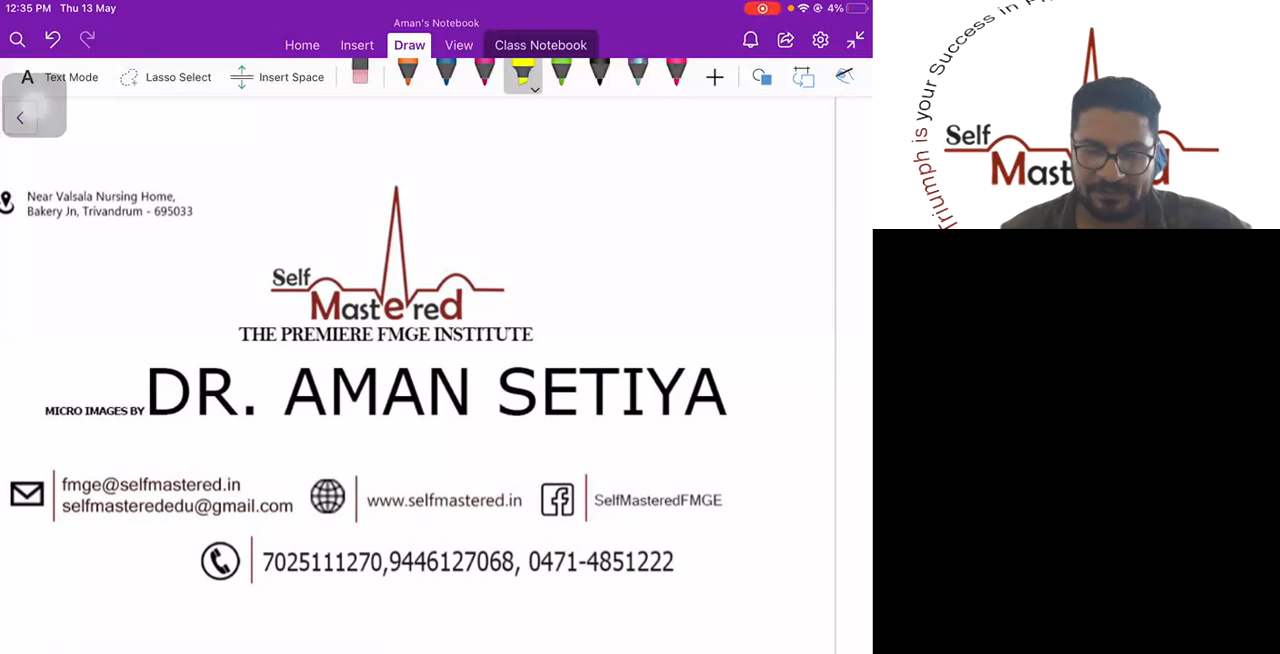 12:35 PM Thu 13 May
4%
Aman's Notebook
Home Insert Draw View Class Notebook
A Text Mode Lasso Select Insert Space
Near Valsala Nursing Home,
Bakery Jn, Trivandrum - 695033
Self
Mastered
THE PREMIERE FMGE INSTITUTE
MICRO IMAGES BY DR. AMAN SETIYA
fmge@selfmastered.in
selfmasterededu@gmail.com
www.selfmastered.in
SelfMasteredFMGE
7025111270,9446127068, 0471-4851222
Triumph is your Success in
Self
Mast